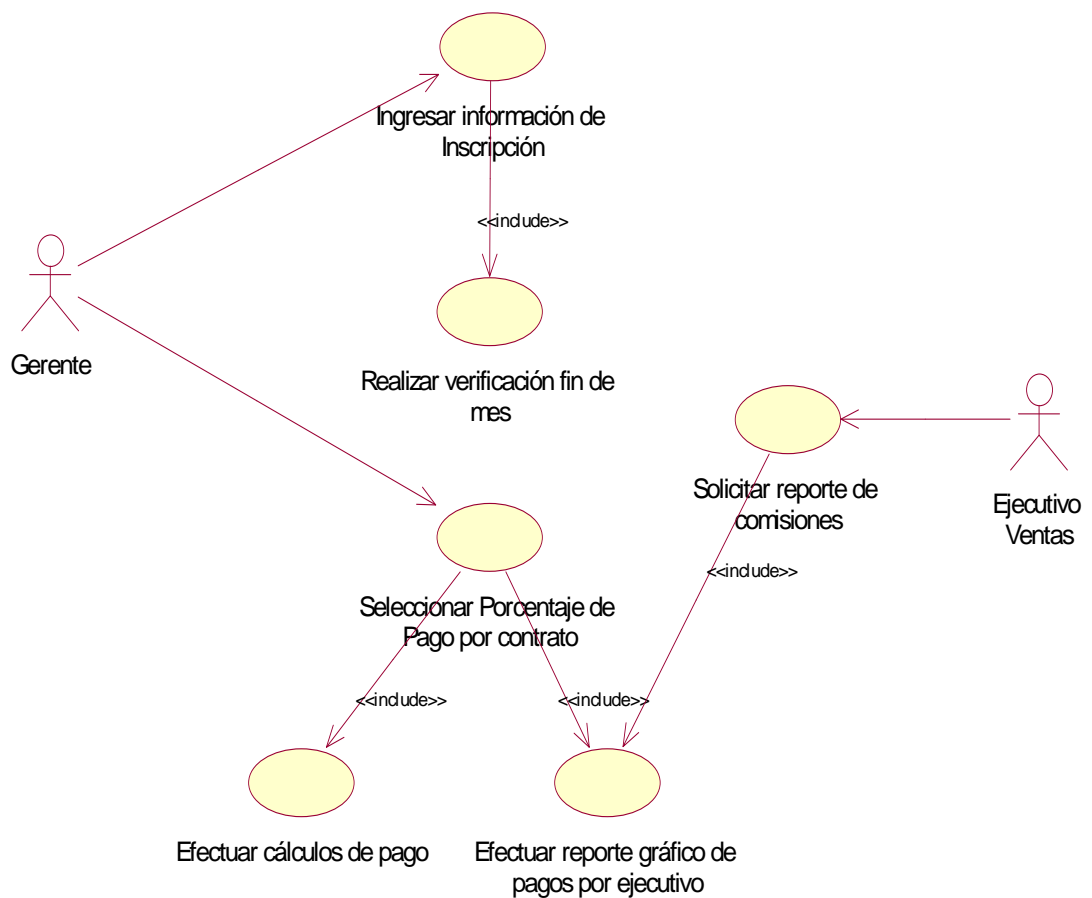 Ingresar información de
Inscripción
<<include>>
Gerente
Realizar verificación fin de
mes
Solicitar reporte de
comisiones
Ejecutivo
Ventas
<<include>>
Seleccionar Porcentaje de
Pago por contrato
<<include>>
<<include>>
Efectuar cálculos de pago
Efectuar reporte gráfico de
pagos por ejecutivo